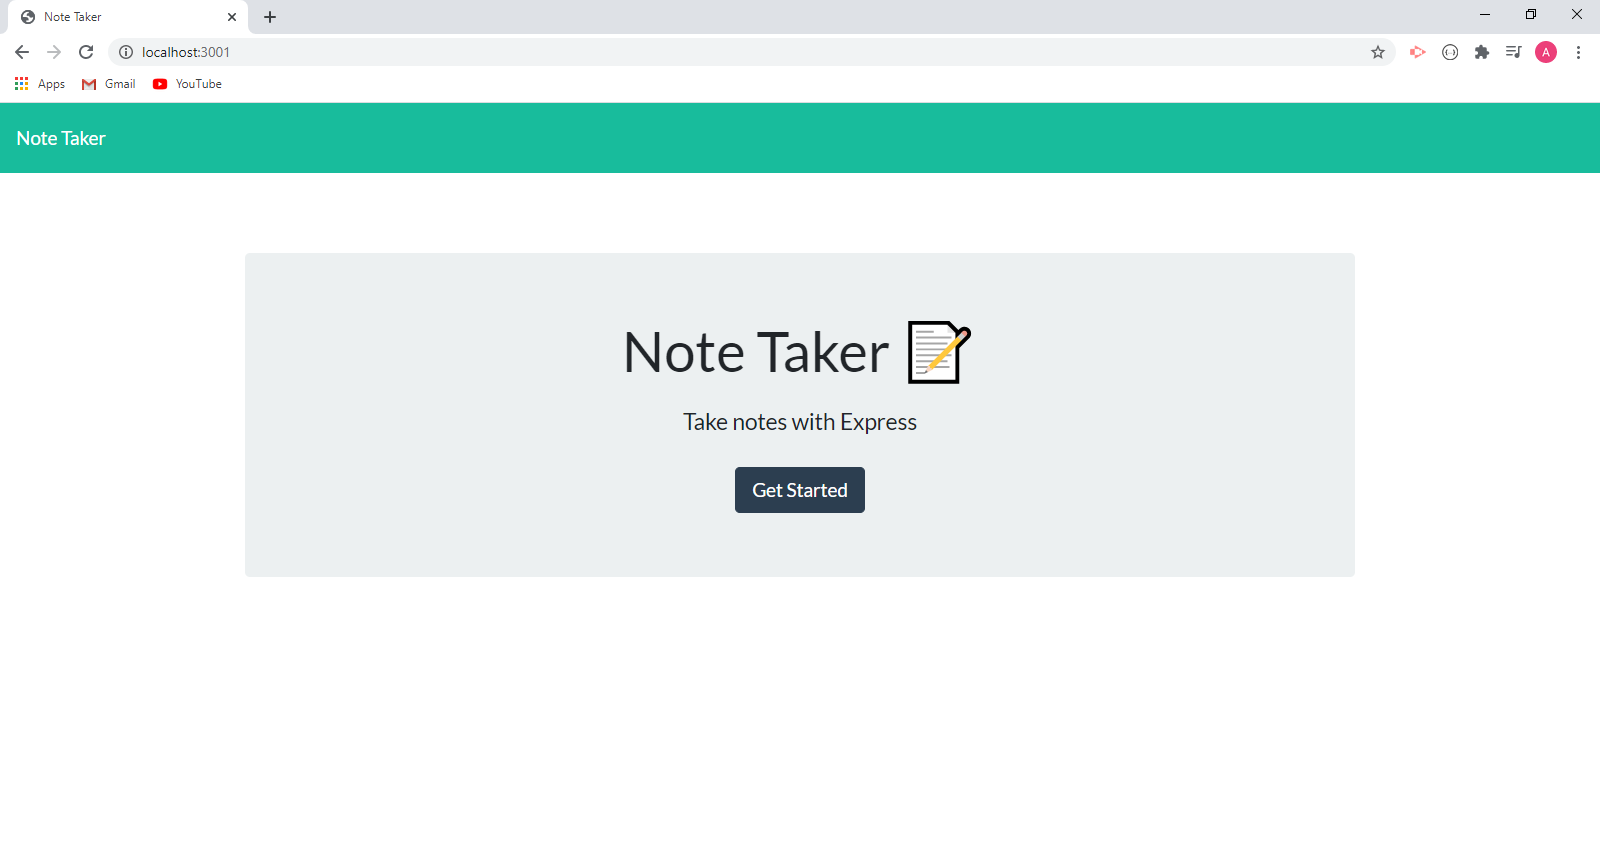 Note Taker
localhost:3001
A
Apps Gmail YouTube
Note Taker
Note Taker
Take notes with Express
Get Started